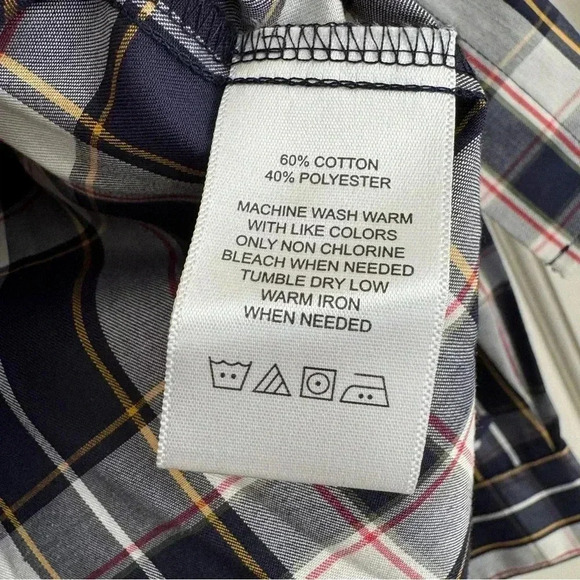 60% COTTON
40% POLYESTER
MACHINE WASH WARM
WITH LIKE COLORS
ONLY NON CHLORINE
BLEACH WHEN NEEDED
TUMBLE DRY LOW
WARM IRON
WHEN NEEDED